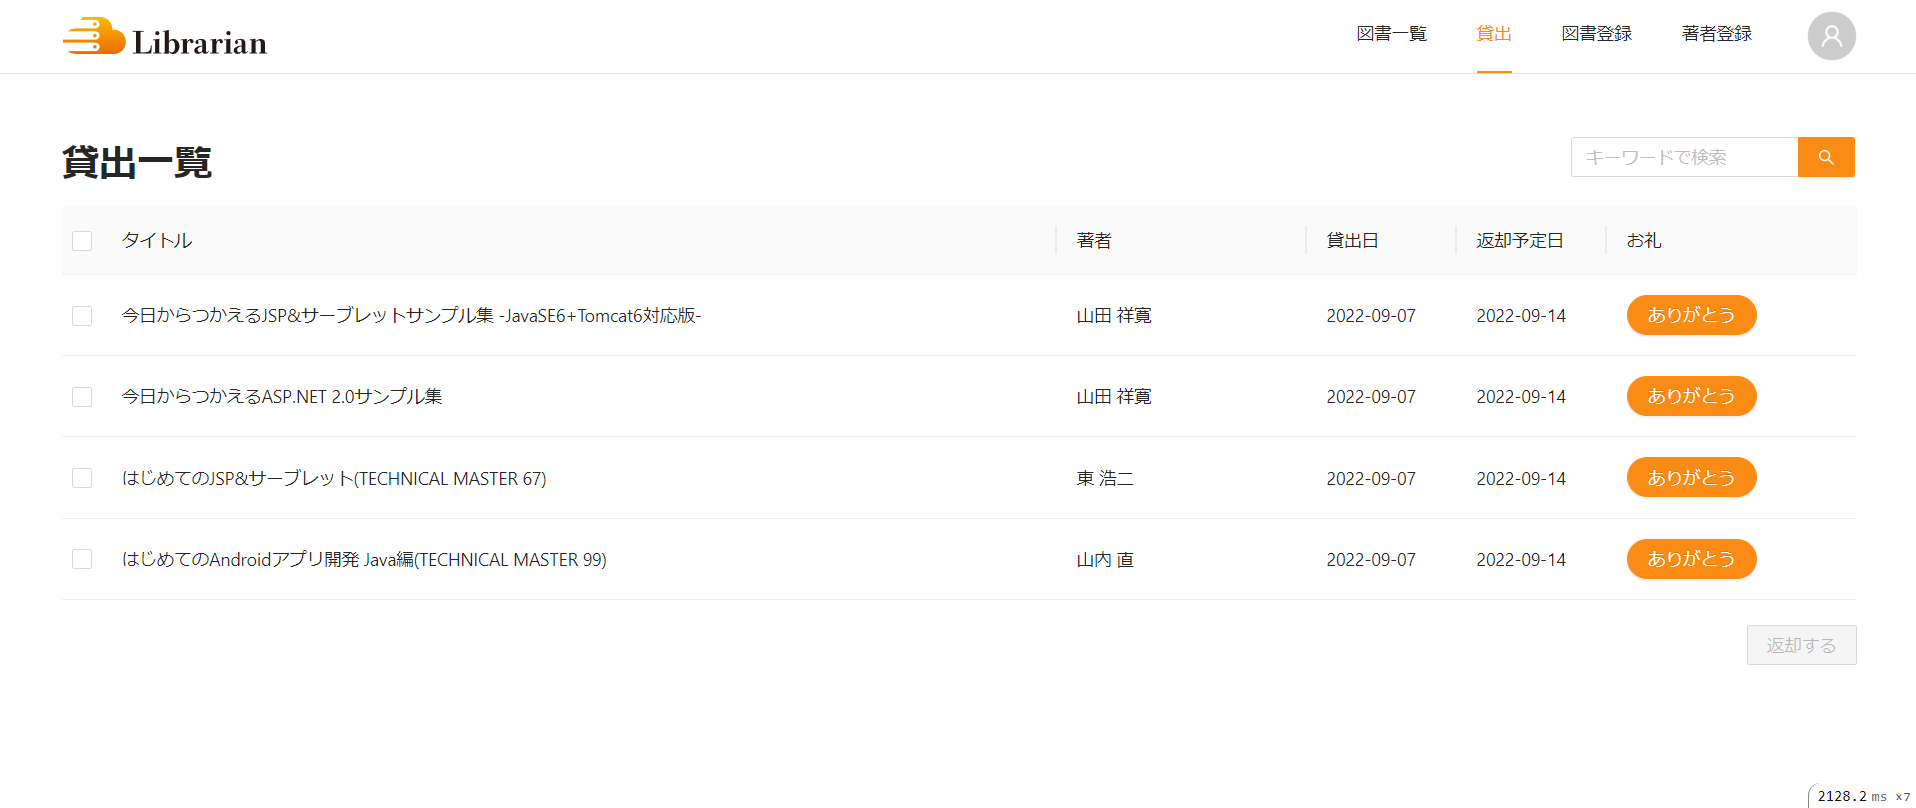 Librarian
図書一覧 貸出 図書登録 著者登録
貸出一覧
キーワードで検索
タイトル 著者 貸出日 返却予定日 お礼
今日からつかえるJSP&サーブレットサンプル集 -JavaSE6+Tomcat6対応版- 山田 祥寛 2022-09-07 2022-09-14 ありがとう
今日からつかえるASP.NET 2.0サンプル集 山田 祥寛 2022-09-07 2022-09-14 ありがとう
はじめてのJSP&サーブレット(TECHNICAL MASTER 67) 東 浩二 2022-09-07 2022-09-14 ありがとう
はじめてのAndroidアプリ開発 Java編(TECHNICAL MASTER 99) 山内 直 2022-09-07 2022-09-14 ありがとう
返却する
2128.2 ms ×7